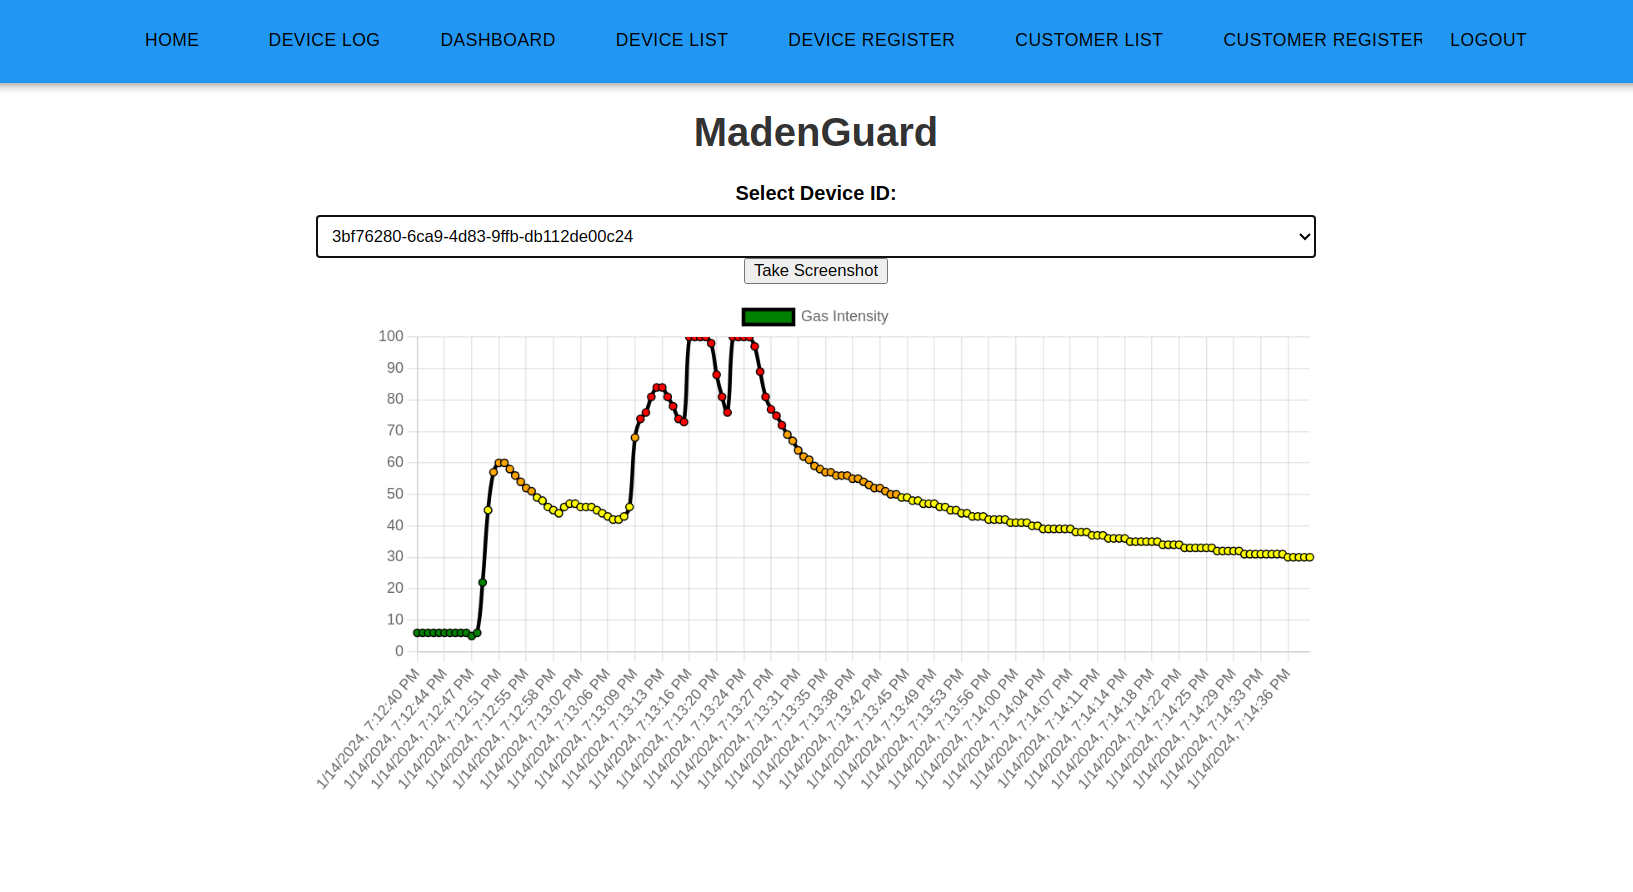 HOME DEVICE LOG DASHBOARD DEVICE LIST DEVICE REGISTER CUSTOMER LIST CUSTOMER REGISTER LOGOUT
MadenGuard
Select Device ID:
3bf76280-6ca9-4d83-9ffb-db112de00c24
Take Screenshot
Gas Intensity
100
90
80
70
60
50
40
30
20
10
0
1/14/2024, 7:12:40 PM
1/14/2024, 7:12:44 PM
1/14/2024, 7:12:47 PM
1/14/2024, 7:12:51 PM
1/14/2024, 7:12:55 PM
1/14/2024, 7:12:58 PM
1/14/2024, 7:13:02 PM
1/14/2024, 7:13:06 PM
1/14/2024, 7:13:09 PM
1/14/2024, 7:13:13 PM
1/14/2024, 7:13:16 PM
1/14/2024, 7:13:20 PM
1/14/2024, 7:13:24 PM
1/14/2024, 7:13:27 PM
1/14/2024, 7:13:31 PM
1/14/2024, 7:13:35 PM
1/14/2024, 7:13:38 PM
1/14/2024, 7:13:42 PM
1/14/2024, 7:13:45 PM
1/14/2024, 7:13:49 PM
1/14/2024, 7:13:53 PM
1/14/2024, 7:13:56 PM
1/14/2024, 7:14:00 PM
1/14/2024, 7:14:04 PM
1/14/2024, 7:14:07 PM
1/14/2024, 7:14:11 PM
1/14/2024, 7:14:14 PM
1/14/2024, 7:14:18 PM
1/14/2024, 7:14:22 PM
1/14/2024, 7:14:25 PM
1/14/2024, 7:14:29 PM
1/14/2024, 7:14:33 PM
1/14/2024, 7:14:36 PM